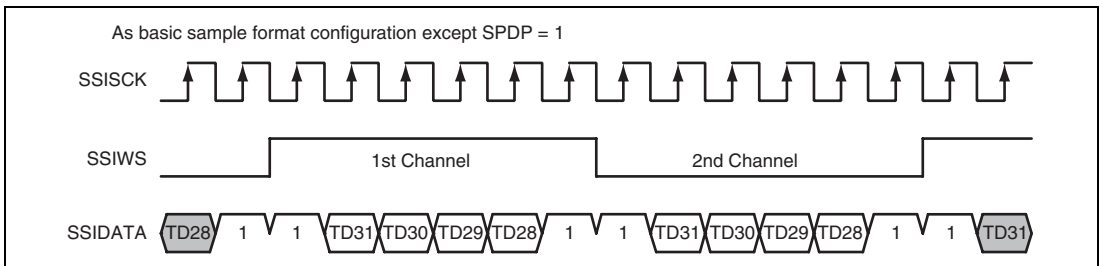 As basic sample format configuration except SPDP = 1
SSISCK
SSIWS 1st Channel 2nd Channel
SSIDATA TD28 1 1 TD31 TD30 TD29 TD28 1 1 TD31 TD30 TD29 TD28 1 1 TD31